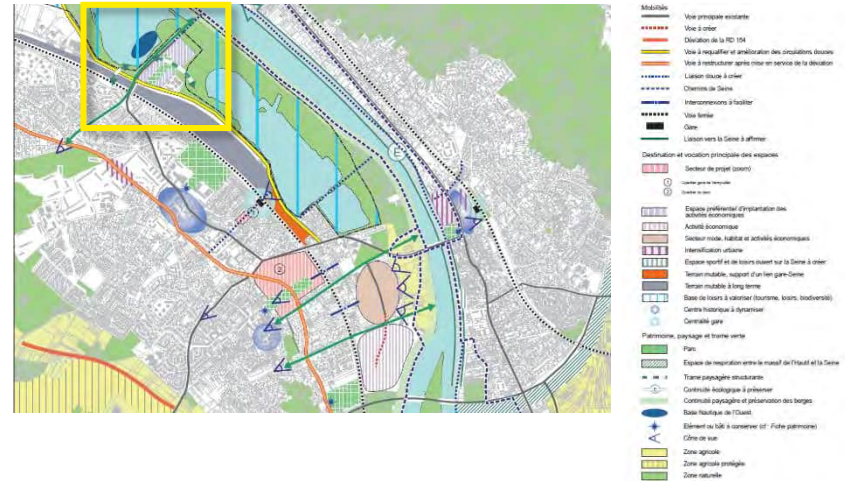 Mobilités
Voie principale existante
Voie à créer
Déviation de la RD 154
Voie à requalifier et amélioration des circulations douces
Voie à restructurer après mise en service de la déviation
Liaison douce à créer
Chemins de Seine
Interconnexions à faciliter
Voie ferrée
Gare
Liaison vers la Seine à affirmer
Destination et vocation principale des espaces
Secteur de projet (zoom)
1
2
Espace préférentiel d'implantation des
activités économiques
Activité économique
Secteur mixte, habitat et activités économiques
Intensification urbaine
Espace sportif et de loisirs ouvert sur la Seine à créer
Terrain mutable, support d'un lien gare-Seine
Terrain mutable à long terme
Base de loisirs à valoriser (tourisme, loisirs, biodiversité)
Centre historique à dynamiser
Centralité gare
Patrimoine, paysage et trame verte
Parc
Espace de respiration entre le massif de l'Hautil et la Seine
Trame paysagère structurante
E
Continuité écologique à préserver
Continuité paysagère et préservation des berges
Base Nautique de l'Ouest
Elément ou bâti à conserver (cf : Fiche patrimoine)
Cône de vue
Zone agricole
Zone agricole protégée
Zone naturelle
E
2